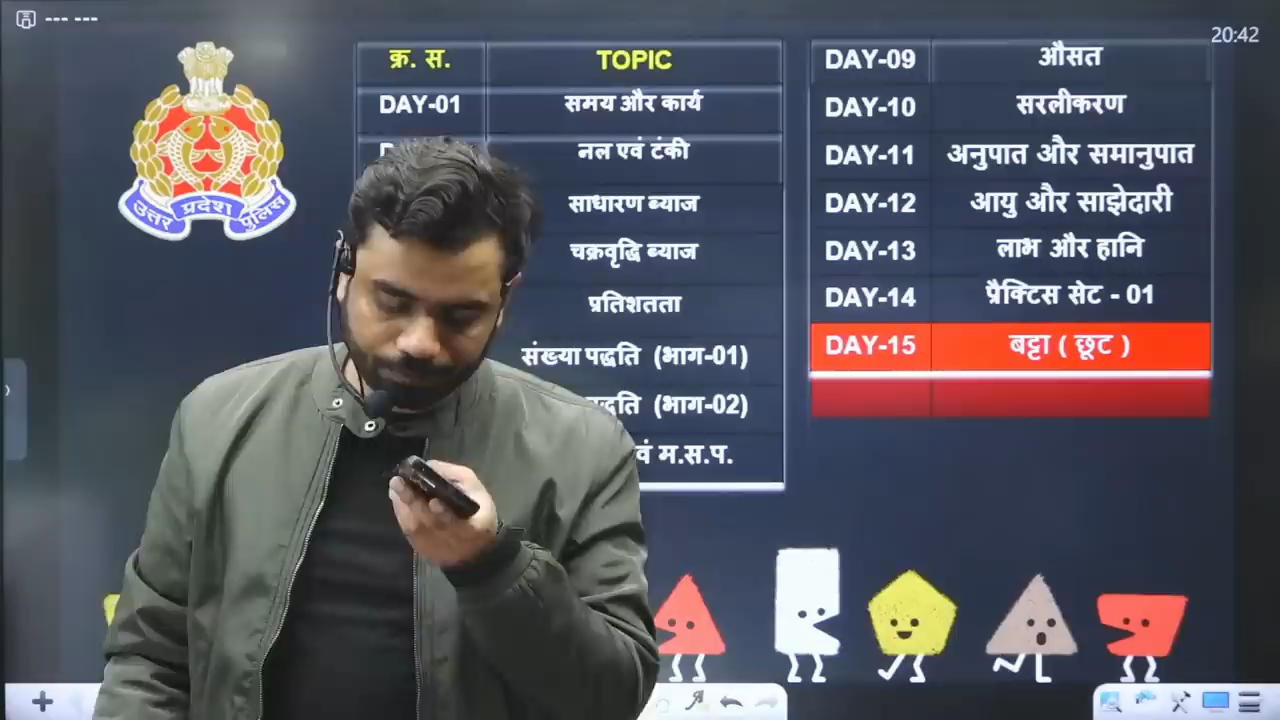 20:42
उत्तर प्रदेश पुलिस
क्र. स. TOPIC
DAY-01 समय और कार्य
नल एवं टंकी
साधारण ब्याज
चक्रवृद्धि ब्याज
प्रतिशतता
संख्या पद्धति (भाग-01)
(भाग-02)
म.स.प.
DAY-09 औसत
DAY-10 सरलीकरण
DAY-11 अनुपात और समानुपात
DAY-12 आयु और साझेदारी
DAY-13 लाभ और हानि
DAY-14 प्रैक्टिस सेट - 01
DAY-15 बट्टा ( छूट )